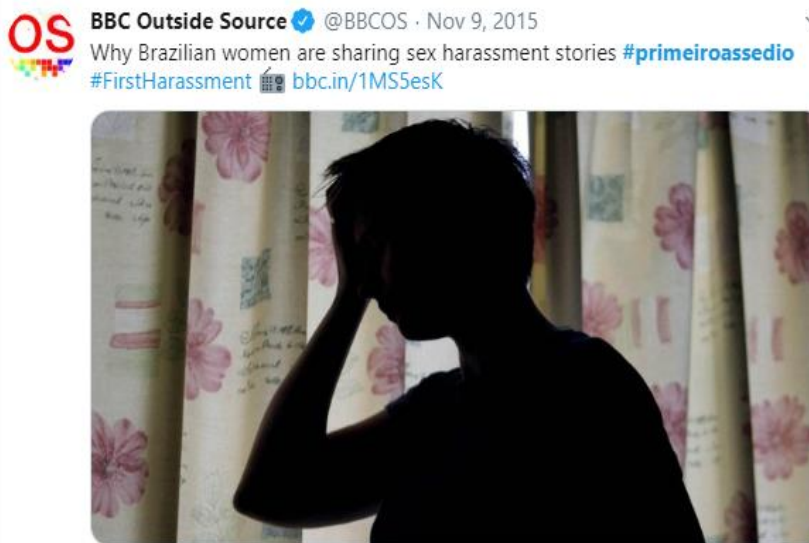 OS
BBC Outside Source @BBCOS · Nov 9, 2015
Why Brazilian women are sharing sex harassment stories #primeiroassedio
#FirstHarassment bbc.in/1MS5esK